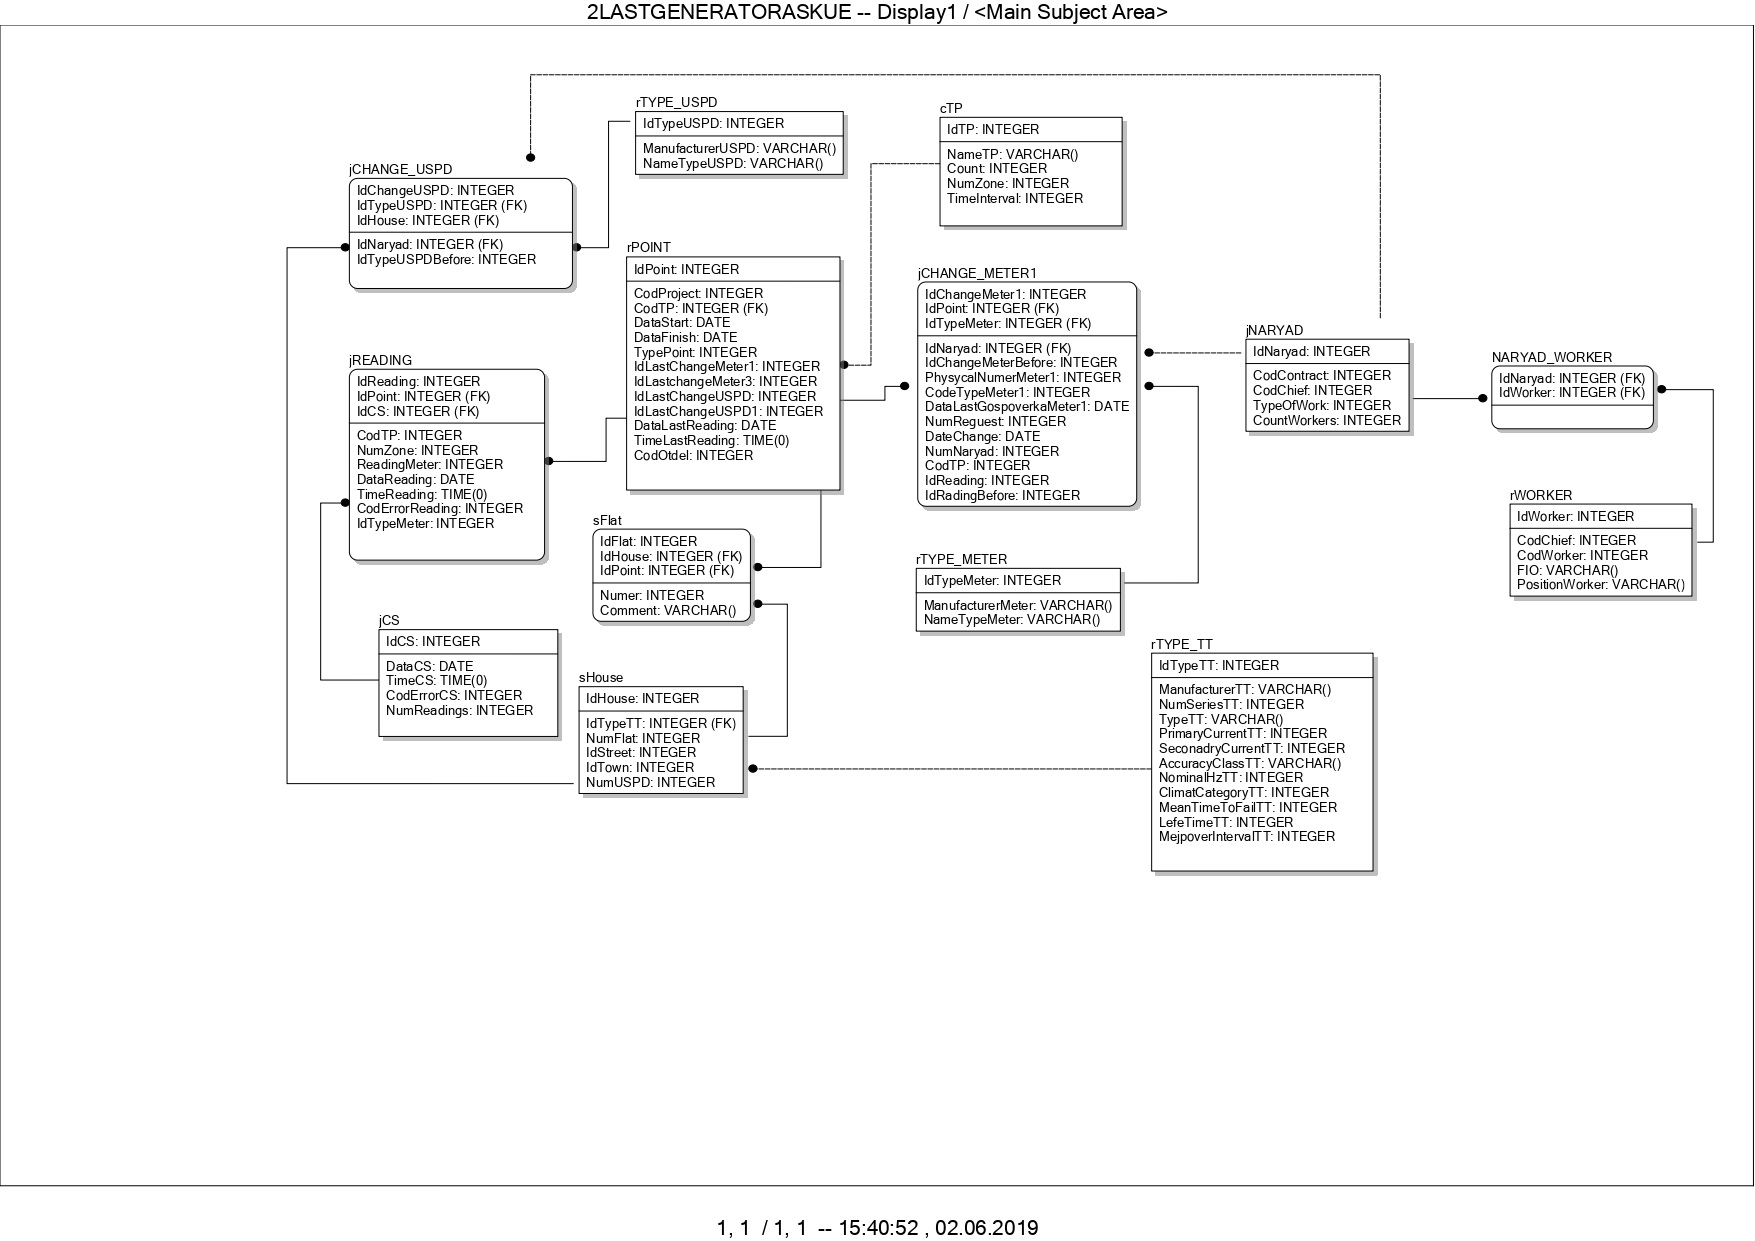 2LASTGENERATORASKUE -- Display1 / <Main Subject Area>
rTYPE_USPD
IdTypeUSPD: INTEGER
ManufacturerUSPD: VARCHAR()
NameTypeUSPD: VARCHAR()
cTP
IdTP: INTEGER
NameTP: VARCHAR()
Count: INTEGER
NumZone: INTEGER
TimeInterval: INTEGER
jCHANGE_USPD
IdChangeUSPD: INTEGER
IdTypeUSPD: INTEGER (FK)
IdHouse: INTEGER (FK)
IdNaryad: INTEGER (FK)
IdTypeUSPDBefore: INTEGER
rPOINT
IdPoint: INTEGER
CodProject: INTEGER
CodTP: INTEGER (FK)
DataStart: DATE
DataFinish: DATE
TypePoint: INTEGER
IdLastChangeMeter1: INTEGER
IdLastchangeMeter3: INTEGER
IdLastChangeUSPD: INTEGER
IdLastChangeUSPD1: INTEGER
DataLastReading: DATE
TimeLastReading: TIME(0)
CodOtdel: INTEGER
jCHANGE_METER1
IdChangeMeter1: INTEGER
IdPoint: INTEGER (FK)
IdTypeMeter: INTEGER (FK)
IdNaryad: INTEGER (FK)
IdChangeMeterBefore: INTEGER
PhysycalNumerMeter1: INTEGER
CodeTypeMeter1: INTEGER
DataLastGospoverkaMeter1: DATE
NumReguest: INTEGER
DateChange: DATE
NumNaryad: INTEGER
CodTP: INTEGER
IdReading: INTEGER
IdRadingBefore: INTEGER
jNARYAD
IdNaryad: INTEGER
CodContract: INTEGER
CodChief: INTEGER
TypeOfWork: INTEGER
CountWorkers: INTEGER
NARYAD_WORKER
IdNaryad: INTEGER (FK)
IdWorker: INTEGER (FK)
jREADING
IdReading: INTEGER
IdPoint: INTEGER (FK)
IdCS: INTEGER (FK)
CodTP: INTEGER
NumZone: INTEGER
ReadingMeter: INTEGER
DataReading: DATE
TimeReading: TIME(0)
CodErrorReading: INTEGER
IdTypeMeter: INTEGER
rWORKER
IdWorker: INTEGER
CodChief: INTEGER
CodWorker: INTEGER
FIO: VARCHAR()
PositionWorker: VARCHAR()
sFlat
IdFlat: INTEGER
IdHouse: INTEGER (FK)
IdPoint: INTEGER (FK)
Numer: INTEGER
Comment: VARCHAR()
rTYPE_METER
IdTypeMeter: INTEGER
ManufacturerMeter: VARCHAR()
NameTypeMeter: VARCHAR()
jCS
IdCS: INTEGER
DataCS: DATE
TimeCS: TIME(0)
CodErrorCS: INTEGER
NumReadings: INTEGER
sHouse
IdHouse: INTEGER
IdTypeTT: INTEGER (FK)
NumFlat: INTEGER
IdStreet: INTEGER
IdTown: INTEGER
NumUSPD: INTEGER
rTYPE_TT
IdTypeTT: INTEGER
ManufacturerTT: VARCHAR()
NumSeriesTT: INTEGER
TypeTT: VARCHAR()
PrimaryCurrentTT: INTEGER
SeconadryCurrentTT: INTEGER
AccuracyClassTT: VARCHAR()
NominalHzTT: INTEGER
ClimatCategoryTT: INTEGER
MeanTimeToFailTT: INTEGER
LefeTimeTT: INTEGER
MejpoverIntervalTT: INTEGER
1, 1 / 1, 1 -- 15:40:52 , 02.06.2019